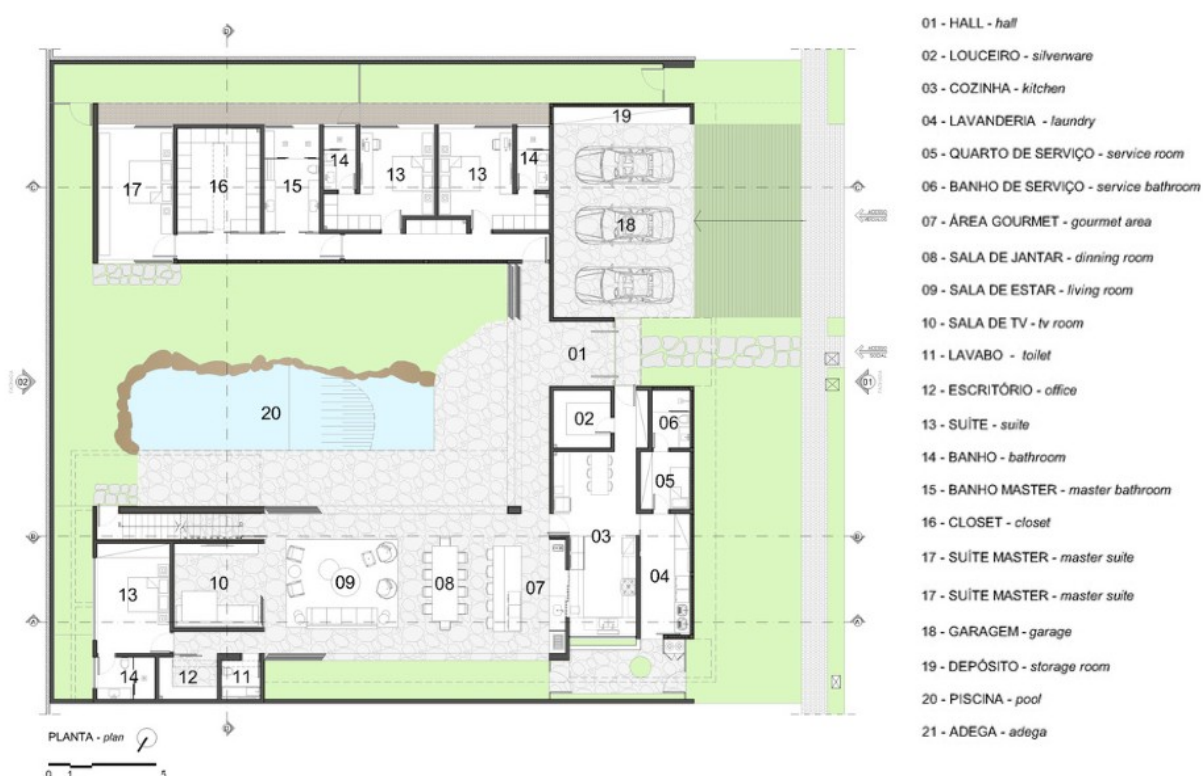 01 - HALL - hall
02 - LOUCEIRO - silverware
03 - COZINHA - kitchen
04 - LAVANDERIA - laundry
05 - QUARTO DE SERVIÇO - service room
06 - BANHO DE SERVIÇO - service bathroom
07 - ÁREA GOURMET - gourmet area
08 - SALA DE JANTAR - dinning room
09 - SALA DE ESTAR - living room
10 - SALA DE TV - tv room
11 - LAVABO - toilet
12 - ESCRITÓRIO - office
13 - SUÍTE - suite
14 - BANHO - bathroom
15 - BANHO MASTER - master bathroom
16 - CLOSET - closet
17 - SUÍTE MASTER - master suite
17 - SUÍTE MASTER - master suite
18 - GARAGEM - garage
19 - DEPÓSITO - storage room
20 - PISCINA - pool
21 - ADEGA - adega
19
14
14
17
16
15
13
13
18
01
02
20
01
02
06
05
03
04
10
09
08
07
13
14
12
11
PLANTA - plan
0 1 5